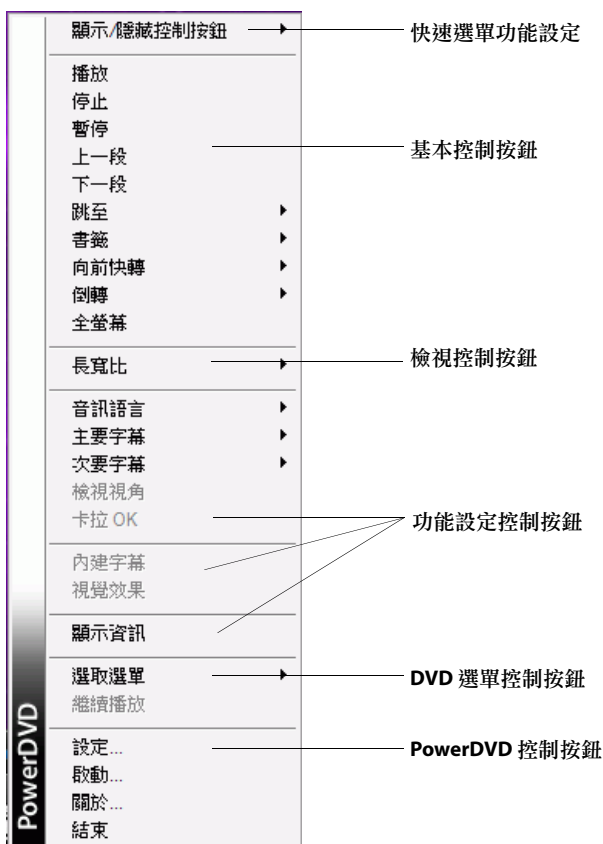 顯示/隱藏控制按鈕
快速選單功能設定
播放
停止
暫停
上一段
下一段
基本控制按鈕
跳至
書籤
向前快轉
倒轉
全螢幕
長寬比
檢視控制按鈕
音訊語言
主要字幕
次要字幕
檢視視角
卡拉 OK
功能設定控制按鈕
內建字幕
視覺效果
顯示資訊
選取選單
DVD 選單控制按鈕
繼續播放
設定...
PowerDVD 控制按鈕
啟動...
關於...
結束
PowerDVD